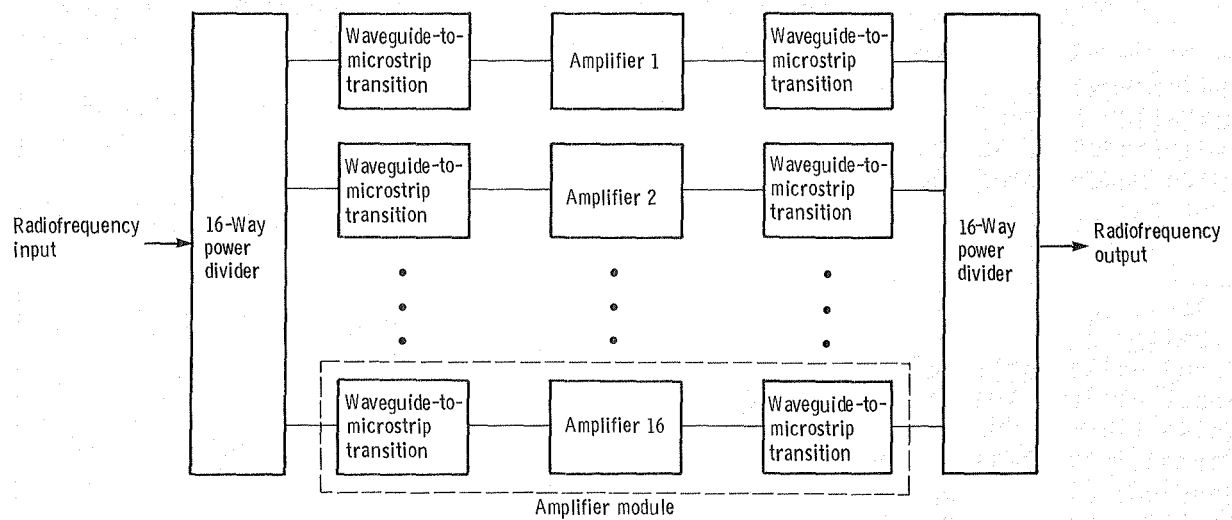 Waveguide-to-
microstrip
transition
Amplifier 1
Waveguide-to-
microstrip
transition
Waveguide-to-
microstrip
transition
Amplifier 2
Waveguide-to-
microstrip
transition
Radiofrequency
input
16-Way
power
divider
16-Way
power
divider
Radiofrequency
output
Waveguide-to-
microstrip
transition
Amplifier 16
Waveguide-to-
microstrip
transition
Amplifier module